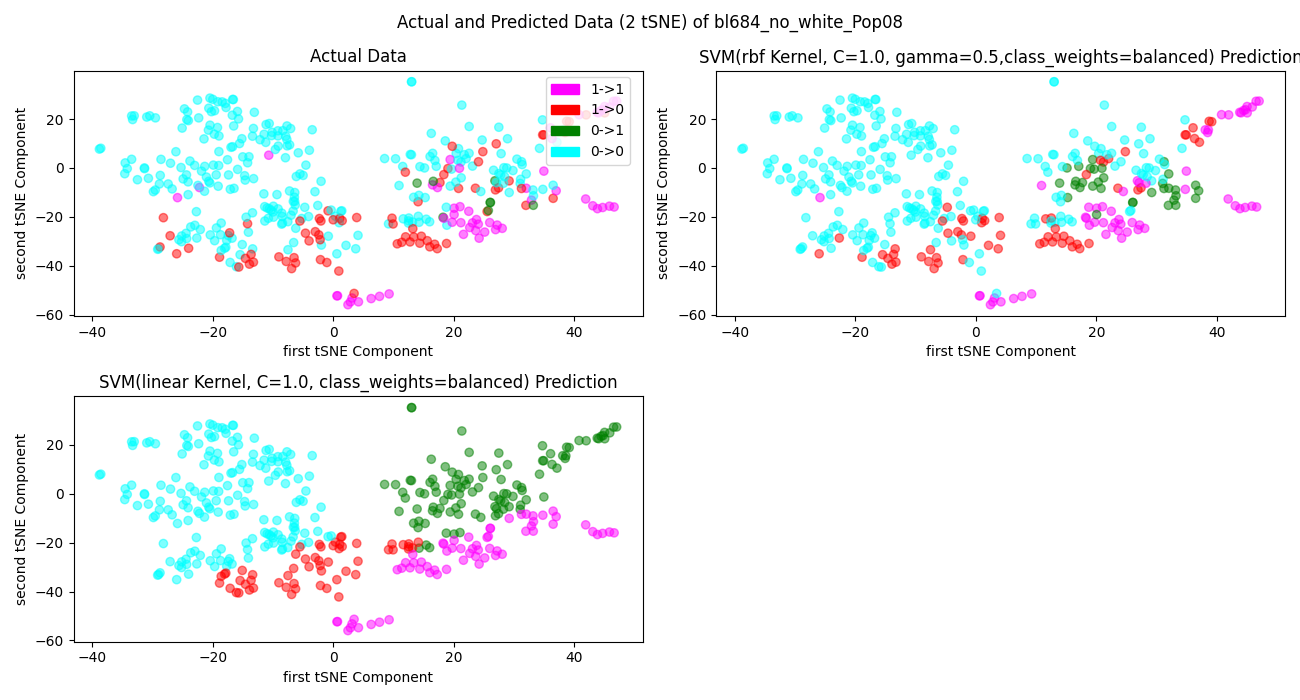 Actual and Predicted Data (2 tSNE) of bl684_no_white_Pop08
Actual Data
second tSNE Component
20
0
−20
−40
−60
1->1
1->0
0->1
0->0
−40 −20 0 20 40
first tSNE Component
SVM(rbf Kernel, C=1.0, gamma=0.5,class_weights=balanced) Prediction
second tSNE Component
20
0
−20
−40
−60
−40 −20 0 20 40
first tSNE Component
SVM(linear Kernel, C=1.0, class_weights=balanced) Prediction
second tSNE Component
20
0
−20
−40
−60
−40 −20 0 20 40
first tSNE Component